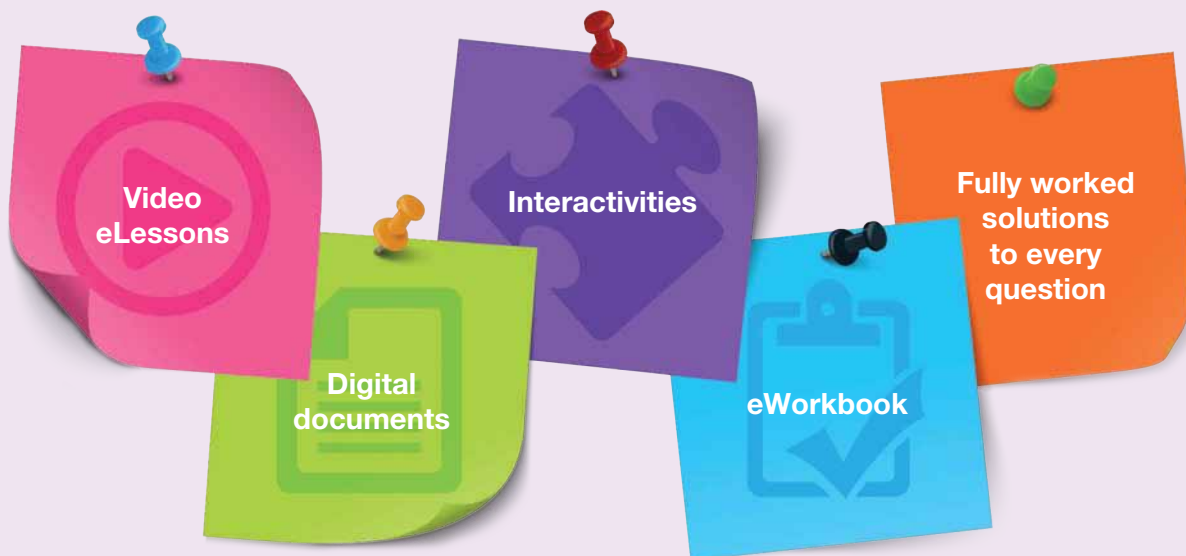 Video
eLessons
Digital
documents
Interactivities
eWorkbook
Fully worked
solutions
to every
question